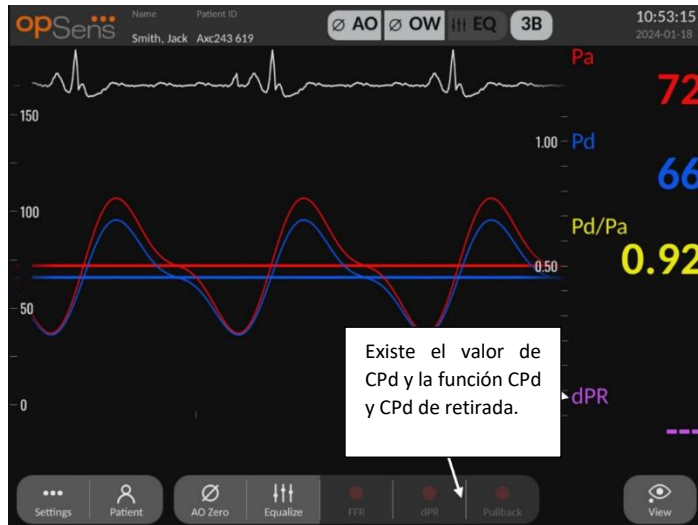 opSens
Name Patient ID
Smith, Jack Axc243 619
Ø AO Ø OW EQ 3B
10:53:15
2024-01-18
Pa
72
150
1.00 Pd
66
100
Pd/Pa
0.92
0.50
50
Existe el valor de
CPd y la función CPd
y CPd de retirada.
dPR
0
---
Settings Patient AO Zero Equalize FFR dPR Pullback View